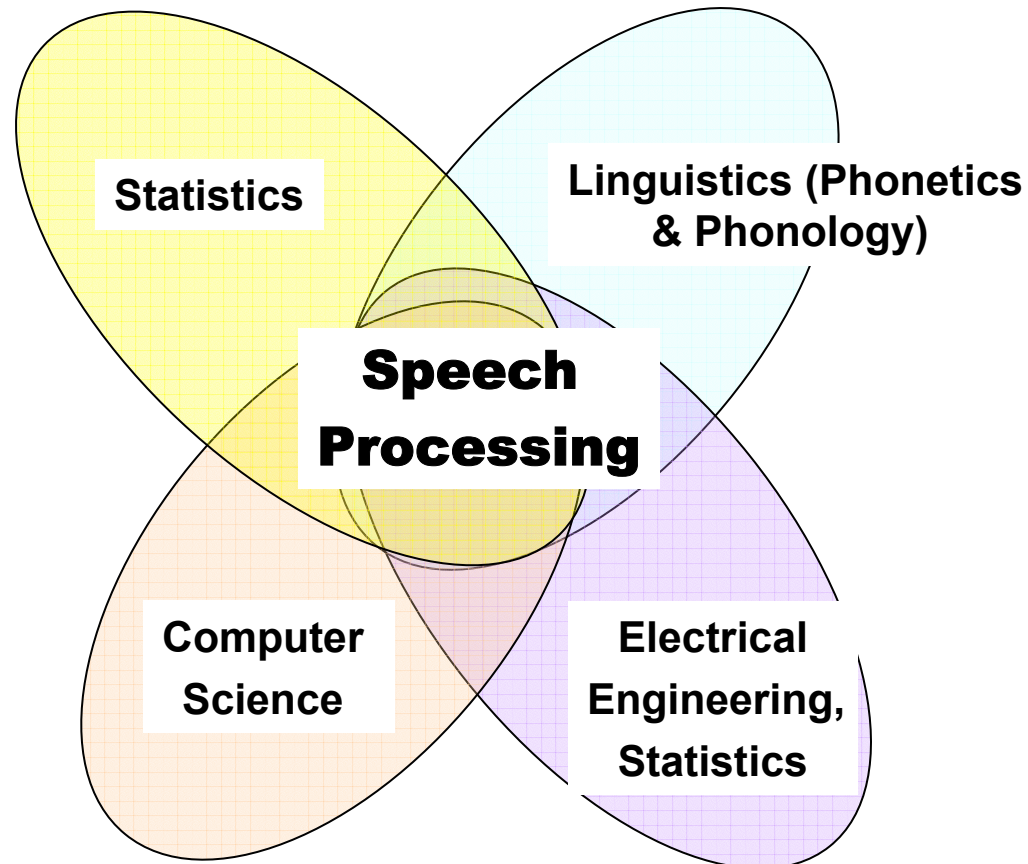 Statistics
Linguistics (Phonetics
& Phonology)
Speech
Processing
Computer
Science
Electrical
Engineering,
Statistics